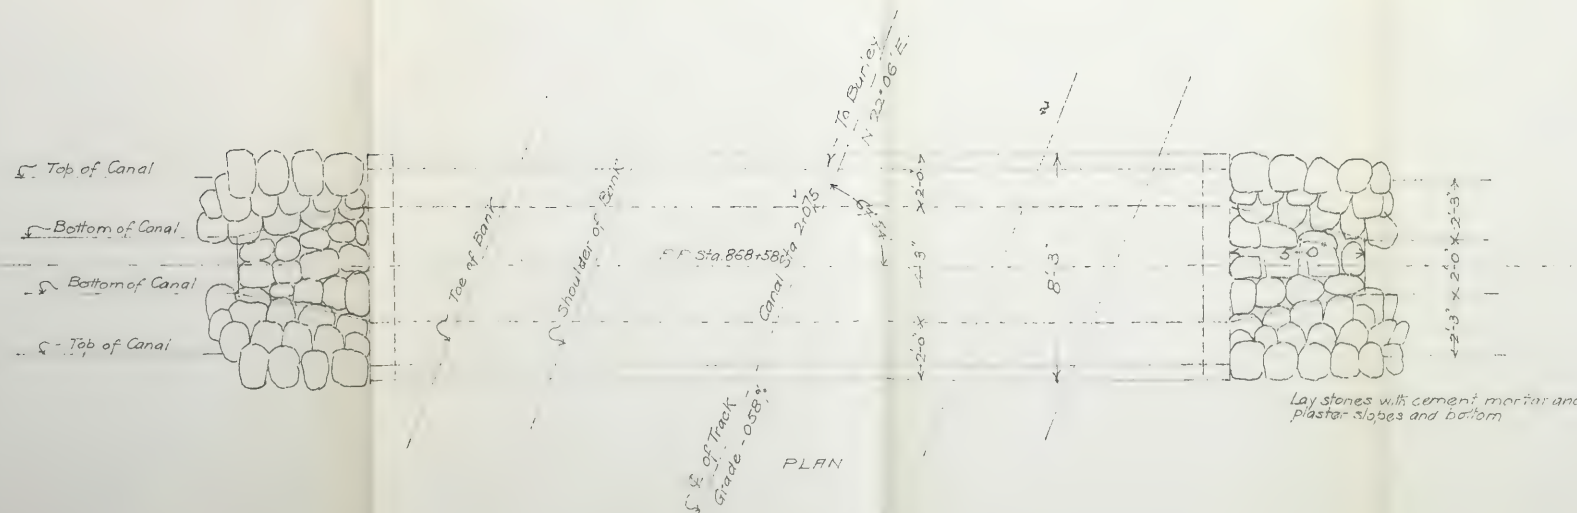 Top of Canal
Bottom of Canal
Bottom of Canal
Top of Canal
Toe of Bank
Shoulder of Bank
Sta. 868+58
Canal Sta 2+07.5
To Burley
N 22° 06' E.
2'-0"
2'-0"
8'-3"
5'-0"
2'-3" x 2'-0" x 2'-3"
Lay stones with cement mortar and
plaster slopes and bottom
℄ of Track
Grade -.058%
PLAN